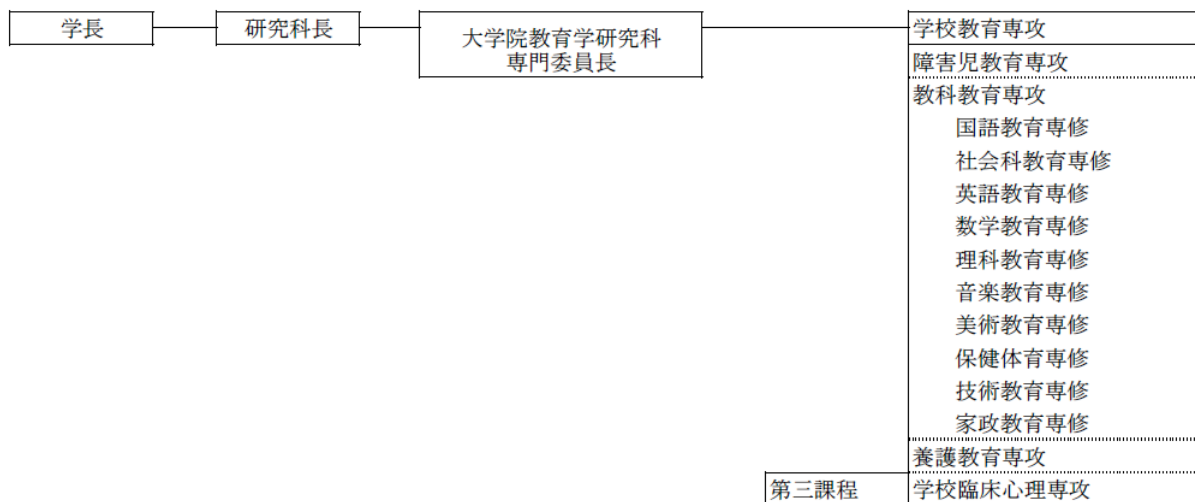 学長
研究科長
大学院教育学研究科
専門委員長
学校教育専攻
障害児教育専攻
教科教育専攻
国語教育専修
社会科教育専修
英語教育専修
数学教育専修
理科教育専修
音楽教育専修
美術教育専修
保健体育専修
技術教育専修
家政教育専修
養護教育専攻
第三課程
学校臨床心理専攻